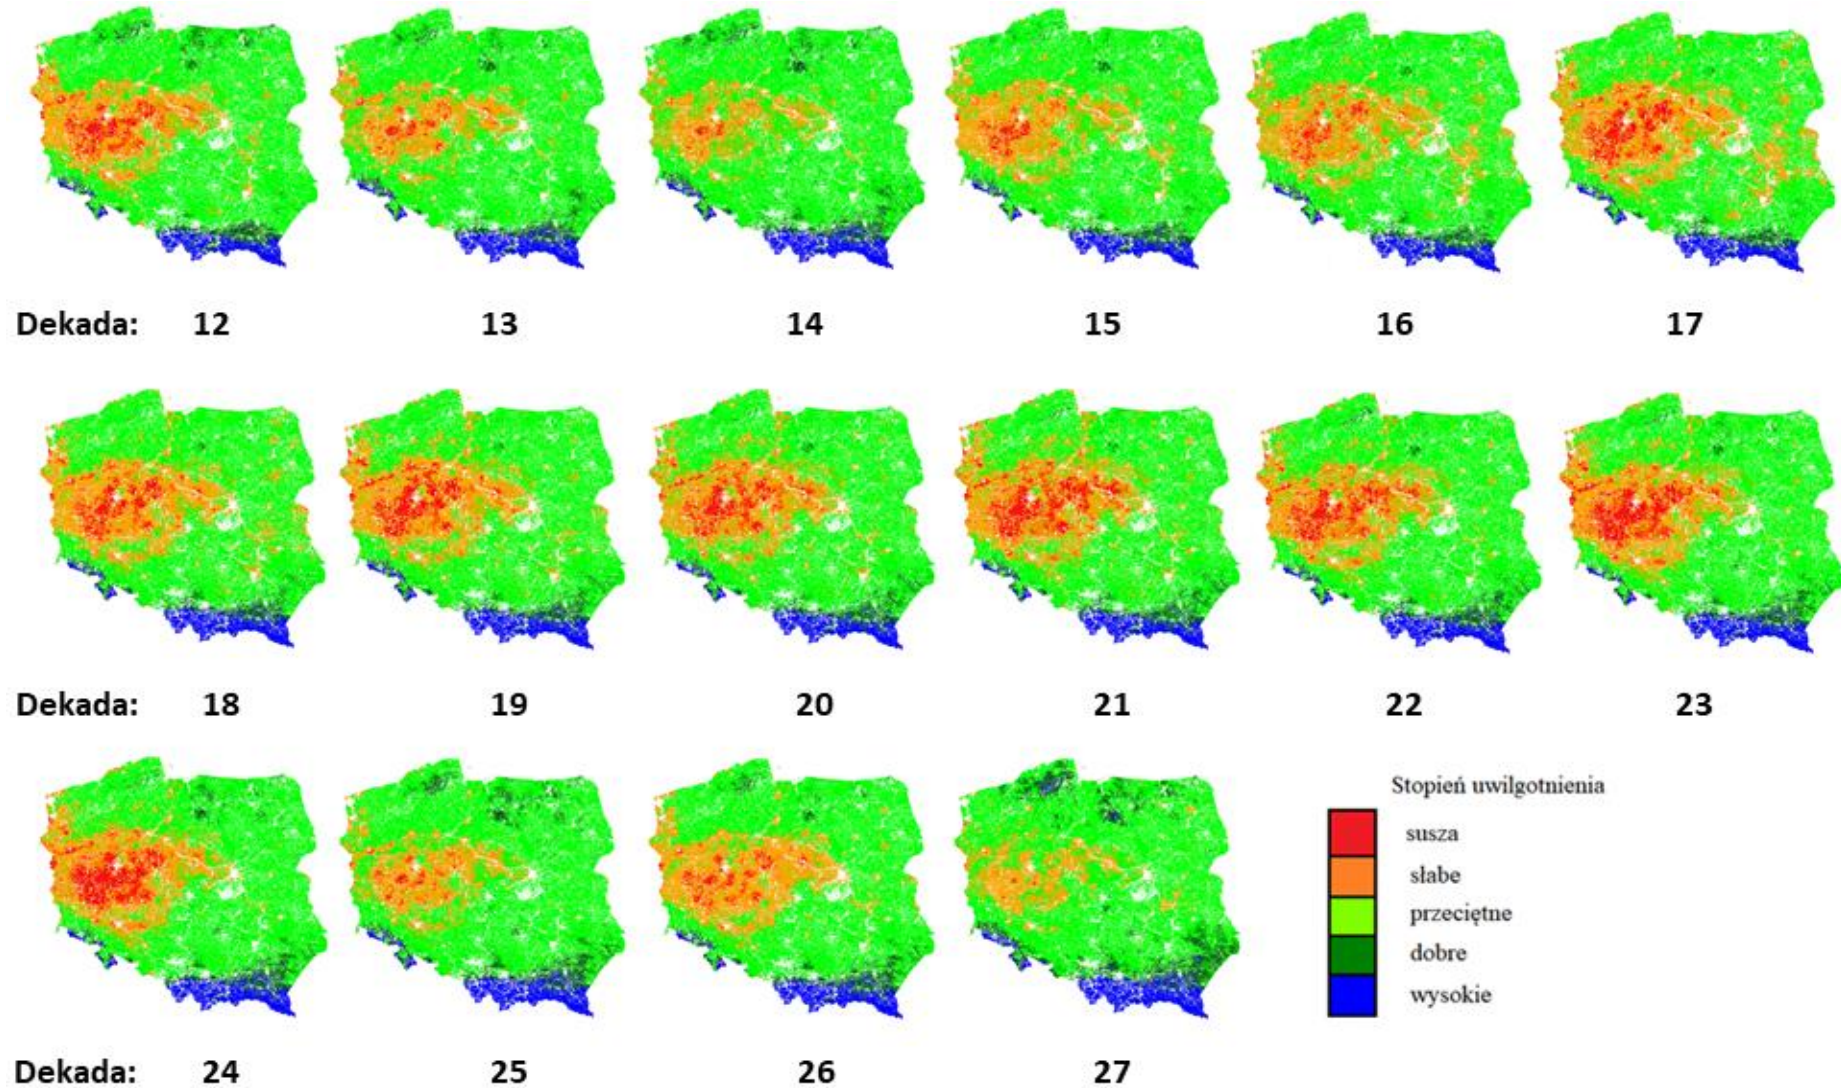 Dekada: 12 13 14 15 16 17
Dekada: 18 19 20 21 22 23
Stopień uwilgotnienia
susza
słabe
przeciętne
dobre
wysokie
Dekada: 24 25 26 27